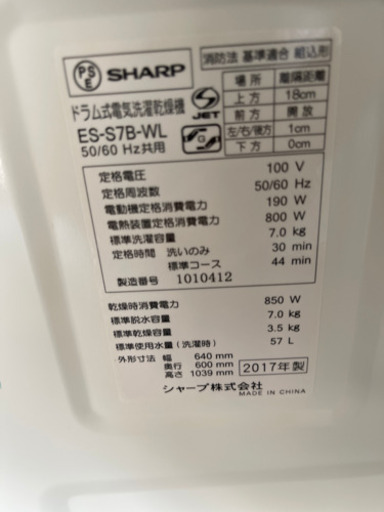 PSE SHARP
ドラム式電気洗濯乾燥機
ES-S7B-WL
50/60 Hz共用
JET
消防法 基準適合 組込形
場所 離隔距離
上方 18cm
前方 開放
左/右/後方 1cm
下方 0cm
定格電圧 100 V
定格周波数 50/60 Hz
電動機定格消費電力 190 W
電熱装置定格消費電力 800 W
標準洗濯容量 7.0 kg
定格時間 洗いのみ 30 min
標準コース 44 min
製造番号 1010412
乾燥時消費電力 850 W
標準脱水容量 7.0 kg
標準乾燥容量 3.5 kg
標準使用水量(洗濯時) 57 L
外形寸法 幅 640 mm
奥行 600 mm
高さ 1039 mm
2017年製
シャープ株式会社
MADE IN CHINA